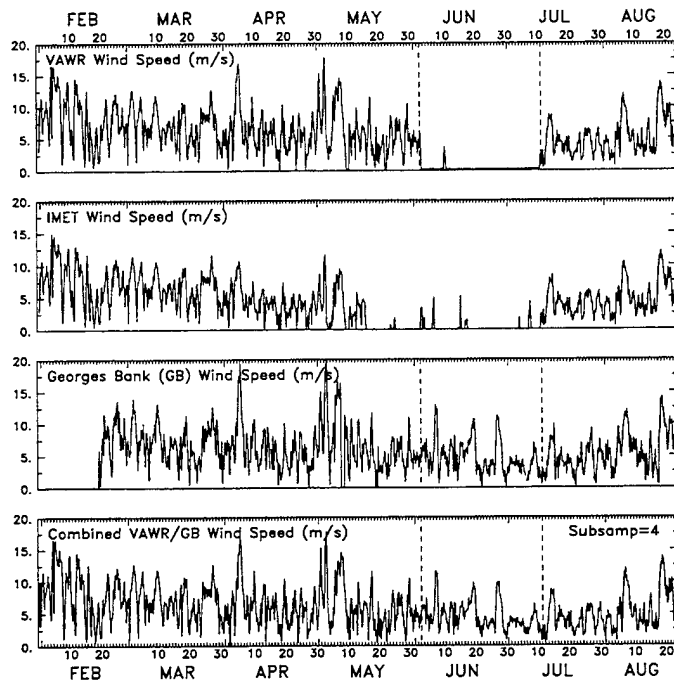 FEB MAR APR MAY JUN JUL AUG
10 20 10 20 30 10 20 30 10 20 30 10 20 30 10 20 30 10 20
20.
VAWR Wind Speed (m/s)
15.
10.
5.
0.
20.
IMET Wind Speed (m/s)
15.
10.
5.
0.
20.
Georges Bank (GB) Wind Speed (m/s)
15.
10.
5.
0.
20.
Combined VAWR/GB Wind Speed (m/s) Subsamp=4
15.
10.
5.
0.
10 20 10 20 30 10 20 30 10 20 30 10 20 30 10 20 30 10 20
FEB MAR APR MAY JUN JUL AUG